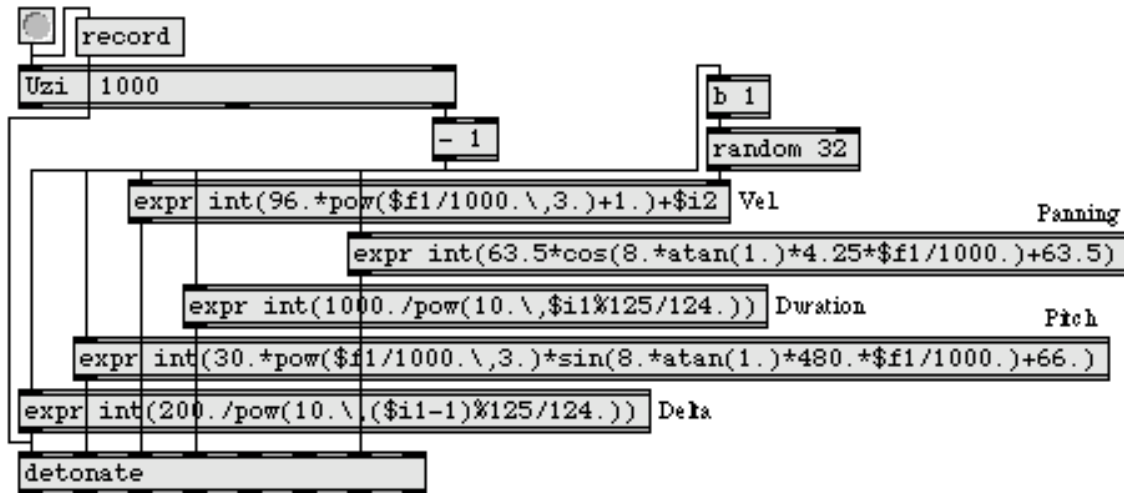 record
Uzi 1000
b 1
- 1
random 32
expr int(96.*pow($f1/1000.\,3.)+1.)+$i2 Vel
Panning
expr int(63.5*cos(8.*atan(1.)*4.25*$f1/1000.)+63.5)
expr int(1000./pow(10.\,$i1%125/124.)) Duration
Pitch
expr int(30.*pow($f1/1000.\,3.)*sin(8.*atan(1.)*480.*$f1/1000.)+66.)
expr int(200./pow(10.\,($i1-1)%125/124.)) Delta
detonate